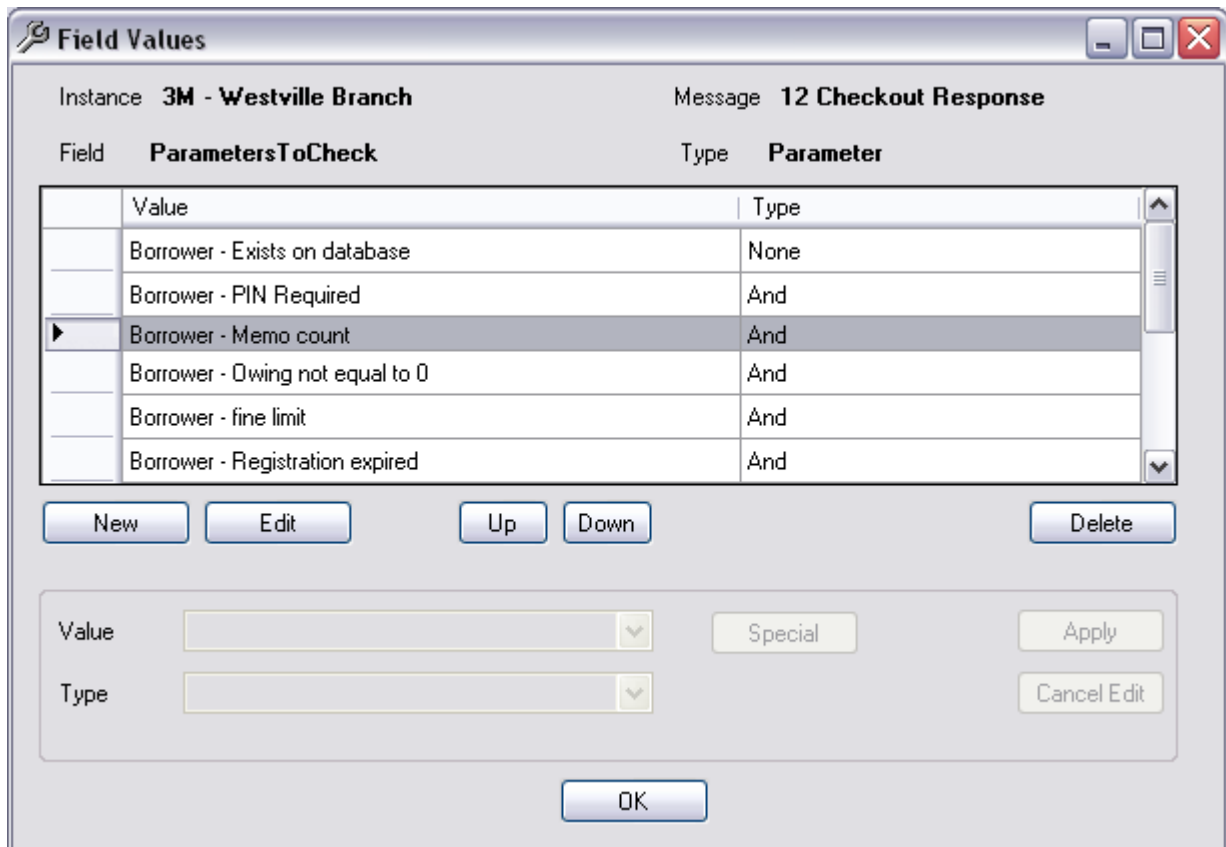 Field Values
Instance 3M - Westville Branch Message 12 Checkout Response
Field ParametersToCheck Type Parameter
Value Type
Borrower - Exists on database None
Borrower - PIN Required And
Borrower - Memo count And
Borrower - Owing not equal to 0 And
Borrower - fine limit And
Borrower - Registration expired And
New Edit Up Down Delete
Value Special Apply
Type Cancel Edit
OK